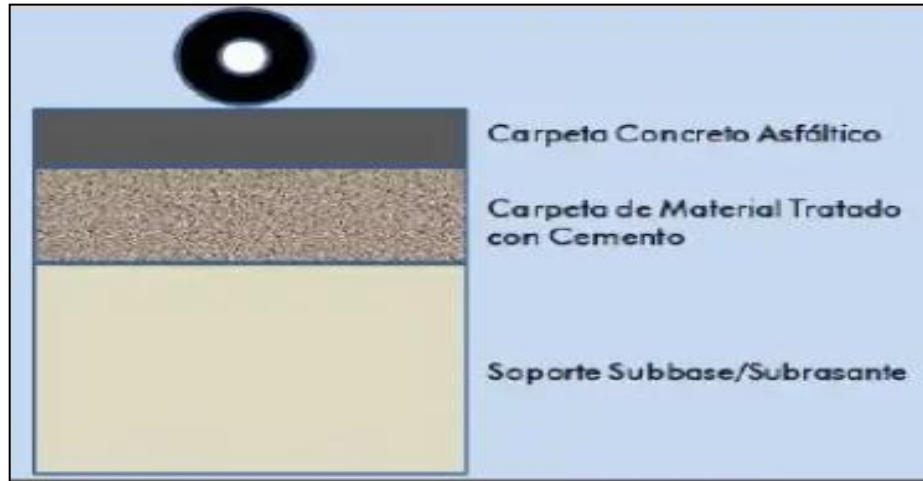 Carpeta Concreto Asfáltico
Carpeta de Material Tratado
con Cemento
Soporte Subbase/Subrasante